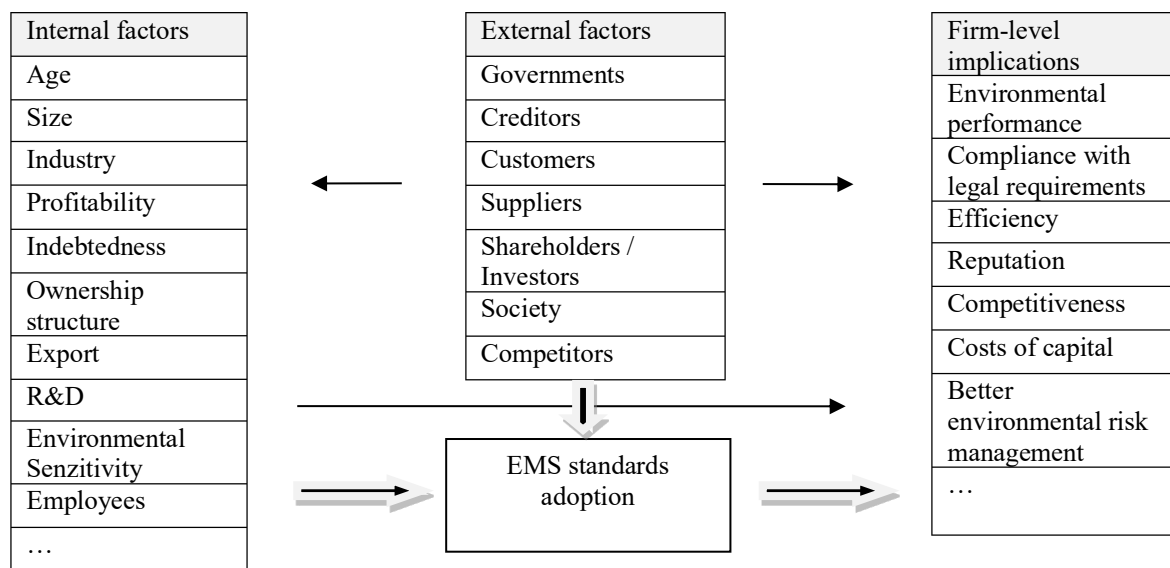 Internal factors
Age
Size
Industry
Profitability
Indebtedness
Ownership
structure
Export
R&D
Environmental
Senzitivity
Employees
…
External factors
Governments
Creditors
Customers
Suppliers
Shareholders /
Investors
Society
Competitors
EMS standards
adoption
Firm-level
implications
Environmental
performance
Compliance with
legal requirements
Efficiency
Reputation
Competitiveness
Costs of capital
Better
environmental risk
management
…